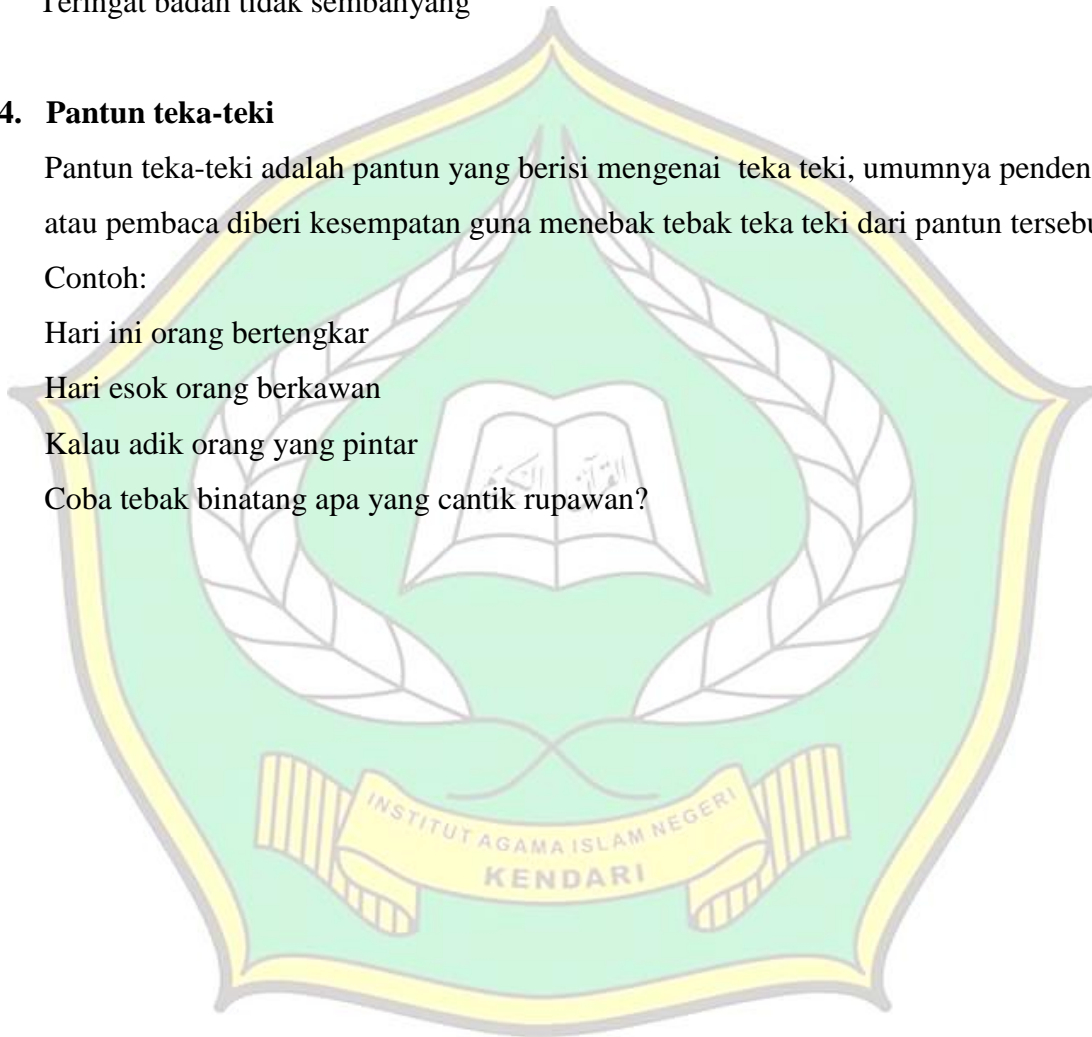 Teringat badan tidak sembahyang
4. Pantun teka-teki
Pantun teka-teki adalah pantun yang berisi mengenai teka teki, umumnya penden
atau pembaca diberi kesempatan guna menebak tebak teka teki dari pantun tersebu
Contoh:
Hari ini orang bertengkar
Hari esok orang berkawan
Kalau adik orang yang pintar
القرآن الكريم
Coba tebak binatang apa yang cantik rupawan?
INSTITUT AGAMA ISLAM NEGERI
KENDARI